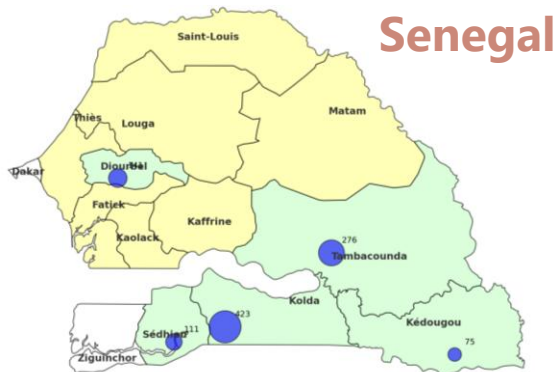 Senegal
Saint-Louis
Matam
Thiès
Louga
Diourbel
Dakar
Fatick
Kaffrine
Kaolack
276
Tambacounda
Kolda
423
111
Sédhiou
Kédougou
75
Ziguinchor